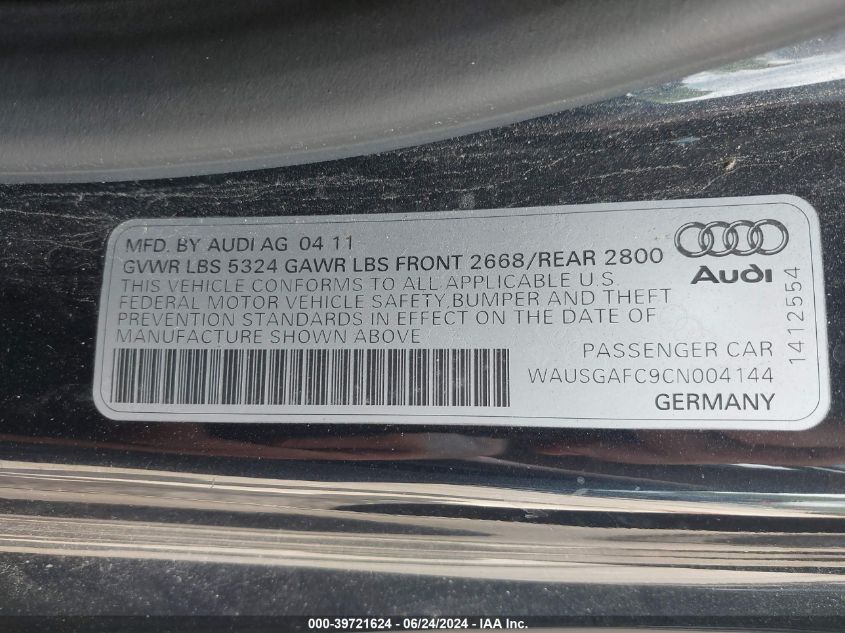 MFD. BY AUDI AG 04 11
GVWR LBS 5324 GAWR LBS FRONT 2668/REAR 2800
THIS VEHICLE CONFORMS TO ALL APPLICABLE U.S.
FEDERAL MOTOR VEHICLE SAFETY, BUMPER AND THEFT
PREVENTION STANDARDS IN EFFECT ON THE DATE OF
MANUFACTURE SHOWN ABOVE
Audi
1412554
PASSENGER CAR
WAUSGAFC9CN004144
GERMANY
000-39721624 - 06/24/2024 - IAA Inc.